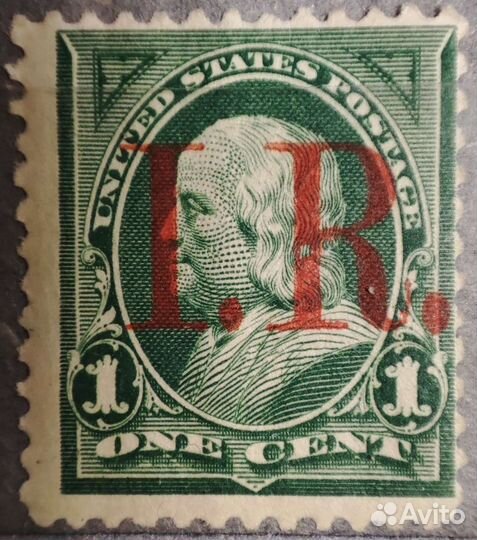 UNITED STATES POSTAGE
I.R.
1 1
ONE CENT
Avito